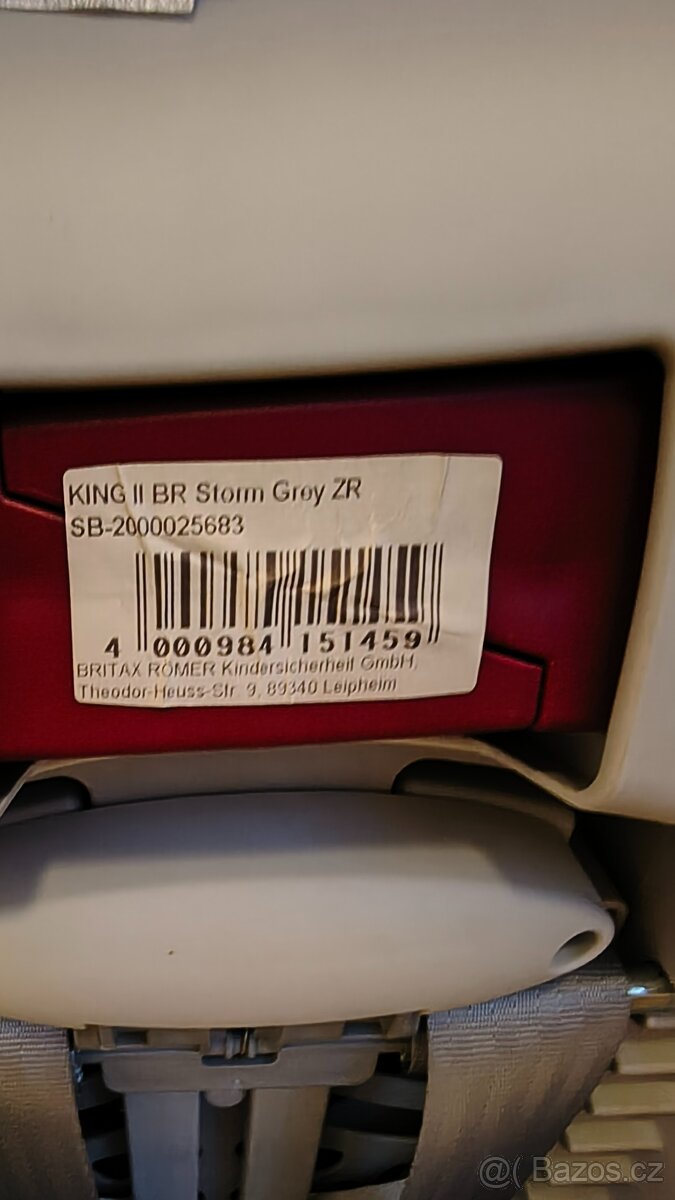 KING II BR Storm Grey ZR
SB-2000025683
4 000984 151459
BRITAX RÖMER Kindersicherheit GmbH,
Theodor-Heuss-Str. 9, 89340 Leipheim
@( Bazos.cz